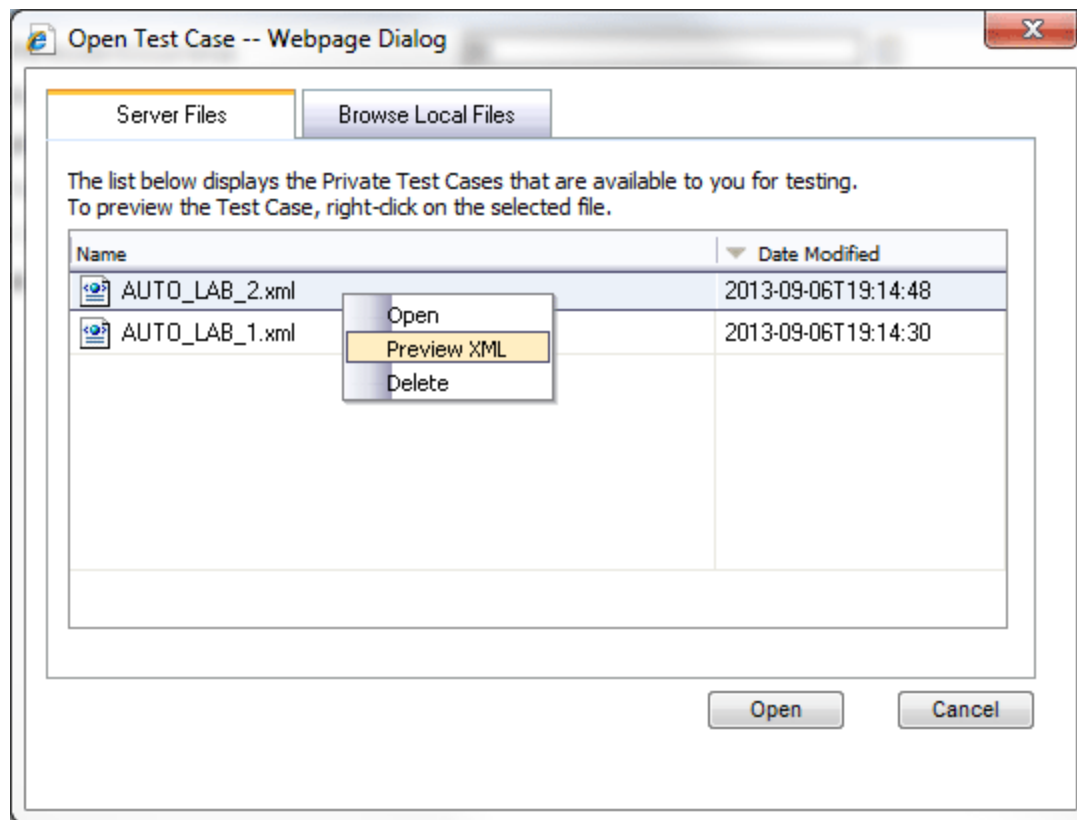 Open Test Case -- Webpage Dialog
Server Files
Browse Local Files
The list below displays the Private Test Cases that are available to you for testing.
To preview the Test Case, right-click on the selected file.
Name Date Modified
AUTO_LAB_2.xml 2013-09-06T19:14:48
AUTO_LAB_1.xml 2013-09-06T19:14:30
Open
Preview XML
Delete
Open
Cancel